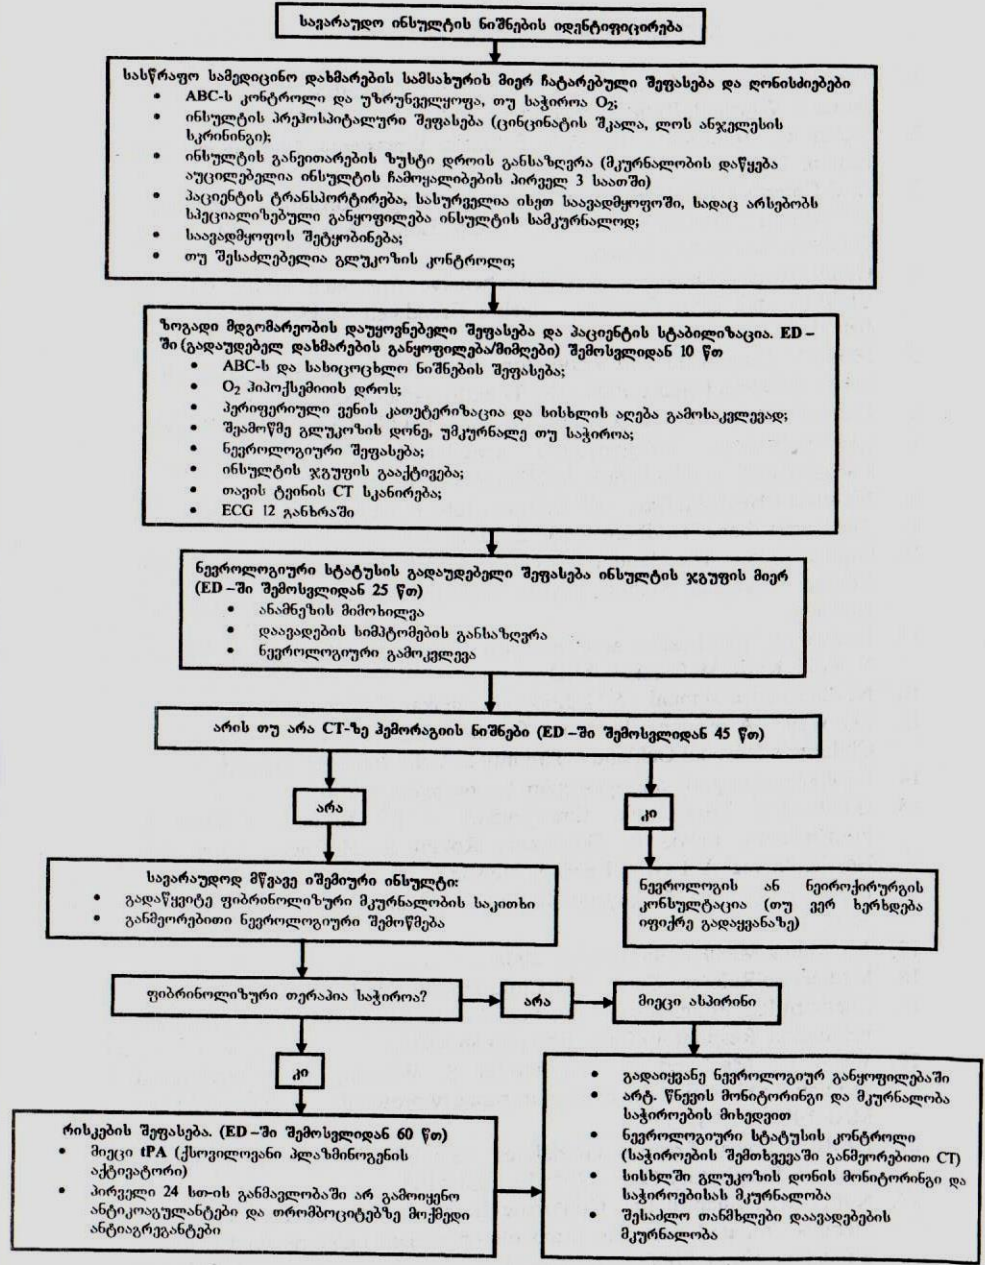 სავარაუდო ინსულტის ნიშნების იდენტიფიცირება
სასწრაფო სამედიცინო დახმარების სამსახურის მიერ ჩატარებული შეფასება და ღონისძიებები
• ABC-ს კონტროლი და უზრუნველყოფა, თუ საჭიროა O₂;
• ინსულტის პრეჰოსპიტალური შეფასება (ცინცინატის შკალა, ლოს ანჯელესის
სკრინინგი);
• ინსულტის განვითარების ზუსტი დროის განსაზღვრა (მკურნალობის დაწყება
აუცილებელია ინსულტის ჩამოყალიბების პირველ 3 საათში)
• პაციენტის ტრანსპორტირება, სასურველია ისეთ საავადმყოფოში, სადაც არსებობს
სპეციალიზებული განყოფილება ინსულტის სამკურნალოდ;
• საავადმყოფოს შეტყობინება;
• თუ შესაძლებელია გლუკოზის კონტროლი;
ზოგადი მდგომარეობის დაუყოვნებელი შეფასება და პაციენტის სტაბილიზაცია. ED –
ში (გადაუდებელ დახმარების განყოფილება/მიმღები) შემოსვლიდან 10 წთ
• ABC-ს და სასიცოცხლო ნიშნების შეფასება;
• O₂ ჰიპოქსემიის დროს;
• პერიფერიული ვენის კათეტერიზაცია და სისხლის აღება გამოსაკვლევად;
• შეამოწმე გლუკოზის დონე, უმკურნალე თუ საჭიროა;
• ნევროლოგიური შეფასება;
• ინსულტის ჯგუფის გააქტივება;
• თავის ტვინის CT სკანირება;
• ECG 12 განხრაში
ნევროლოგიური სტატუსის გადაუდებელი შეფასება ინსულტის ჯგუფის მიერ
(ED –ში შემოსვლიდან 25 წთ)
• ანამნეზის მიმოხილვა
• დაავადების სიმპტომების განსაზღვრა
• ნევროლოგიური გამოკვლევა
არის თუ არა CT-ზე ჰემორაგიის ნიშნები (ED –ში შემოსვლიდან 45 წთ)
არა
კი
სავარაუდოდ მწვავე იშემიური ინსულტი:
• გადაწყვიტე ფიბრინოლიზური მკურნალობის საკითხი
• განმეორებითი ნევროლოგიური შემოწმება
ნევროლოგის ან ნეიროქირურგის
კონსულტაცია (თუ ვერ ხერხდება
იფიქრე გადაყვანაზე)
ფიბრინოლიზური თერაპია საჭიროა?
არა
მიეცი ასპირინი
კი
რისკების შეფასება. (ED –ში შემოსვლიდან 60 წთ)
• მიეცი tPA (ქსოვილოვანი პლაზმინოგენის
აქტივატორი)
• პირველი 24 სთ-ის განმავლობაში არ გამოიყენო
ანტიკოაგულანტები და თრომბოციტებზე მოქმედი
ანტიაგრეგანტები
• გადაიყვანე ნევროლოგიურ განყოფილებაში
• არტ. წნევის მონიტორინგი და მკურნალობა
საჭიროების მიხედვით
• ნევროლოგიური სტატუსის კონტროლი
(საჭიროების შემთხვევაში განმეორებითი CT)
• სისხლში გლუკოზის დონის მონიტორინგი და
საჭიროებისას მკურნალობა
• შესაძლო თანმხლები დაავადებების
მკურნალობა